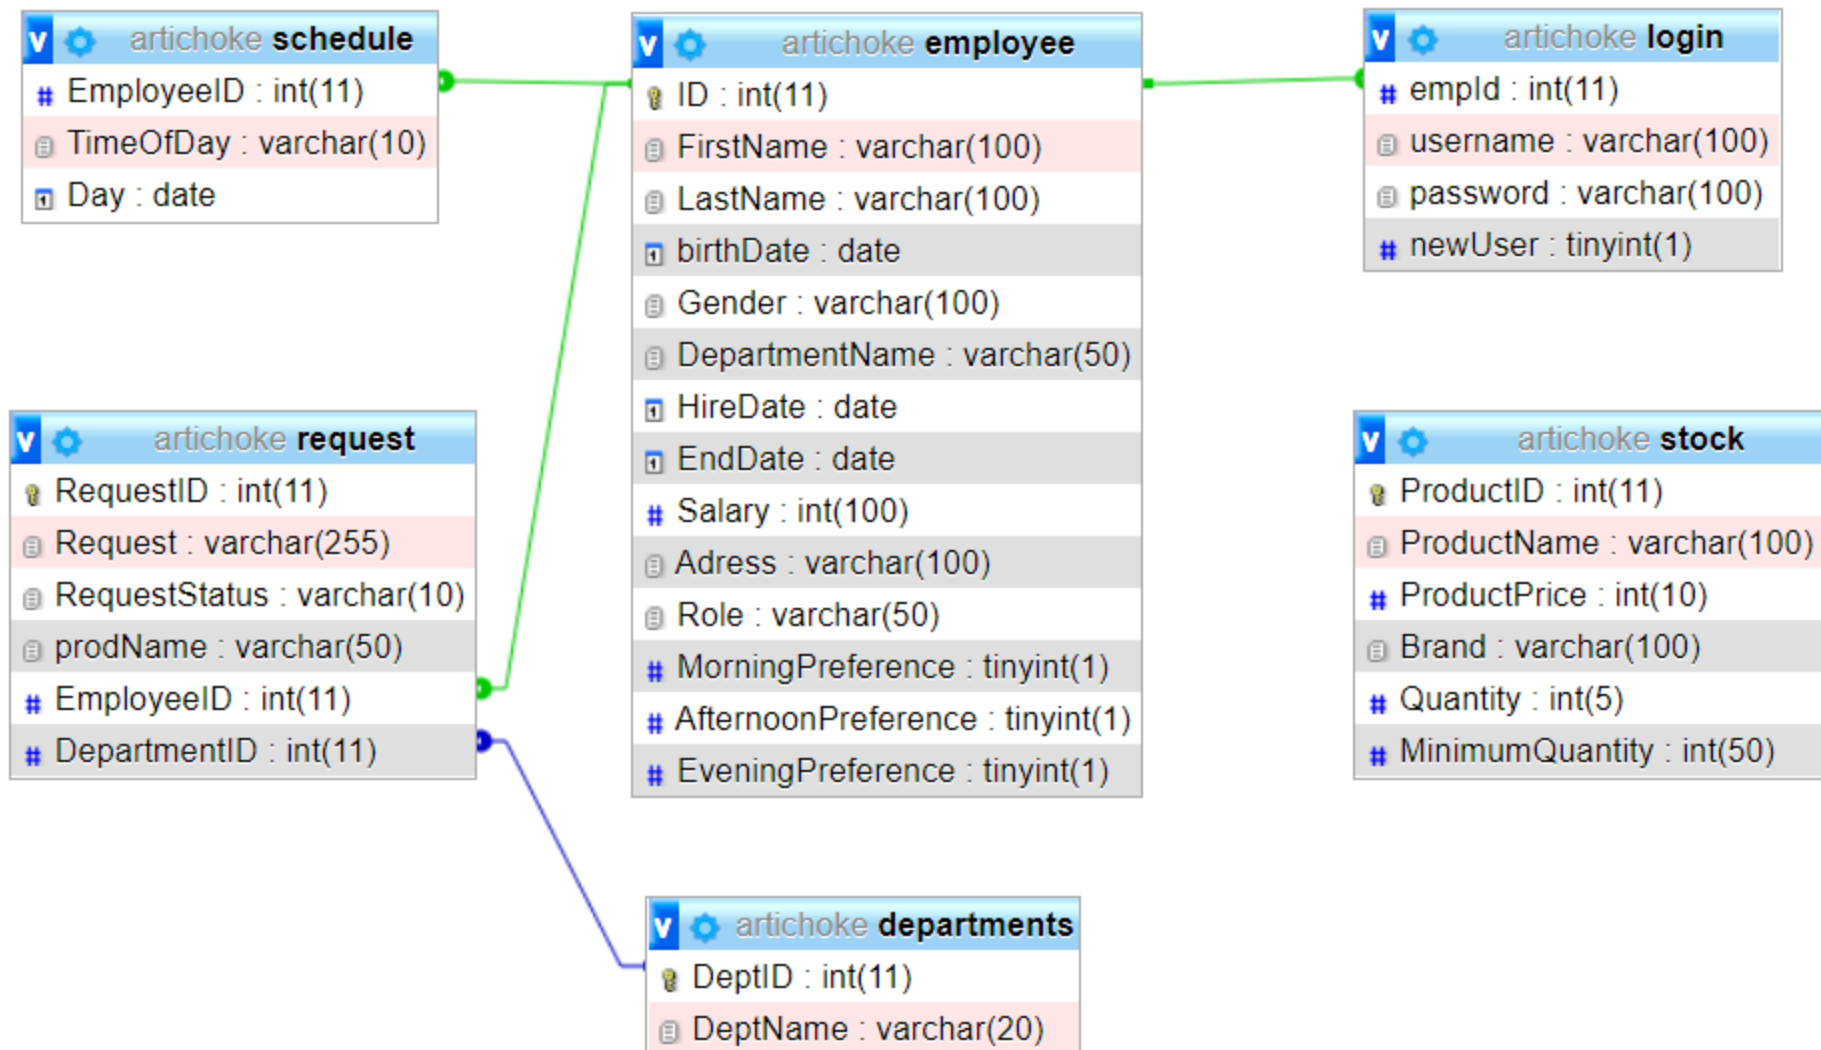 artichoke schedule
EmployeeID : int(11)
TimeOfDay : varchar(10)
Day : date
artichoke employee
ID : int(11)
FirstName : varchar(100)
LastName : varchar(100)
birthDate : date
Gender : varchar(100)
DepartmentName : varchar(50)
HireDate : date
EndDate : date
Salary : int(100)
Adress : varchar(100)
Role : varchar(50)
MorningPreference : tinyint(1)
AfternoonPreference : tinyint(1)
EveningPreference : tinyint(1)
artichoke login
empId : int(11)
username : varchar(100)
password : varchar(100)
newUser : tinyint(1)
artichoke request
RequestID : int(11)
Request : varchar(255)
RequestStatus : varchar(10)
prodName : varchar(50)
EmployeeID : int(11)
DepartmentID : int(11)
artichoke stock
ProductID : int(11)
ProductName : varchar(100)
ProductPrice : int(10)
Brand : varchar(100)
Quantity : int(5)
MinimumQuantity : int(50)
artichoke departments
DeptID : int(11)
DeptName : varchar(20)